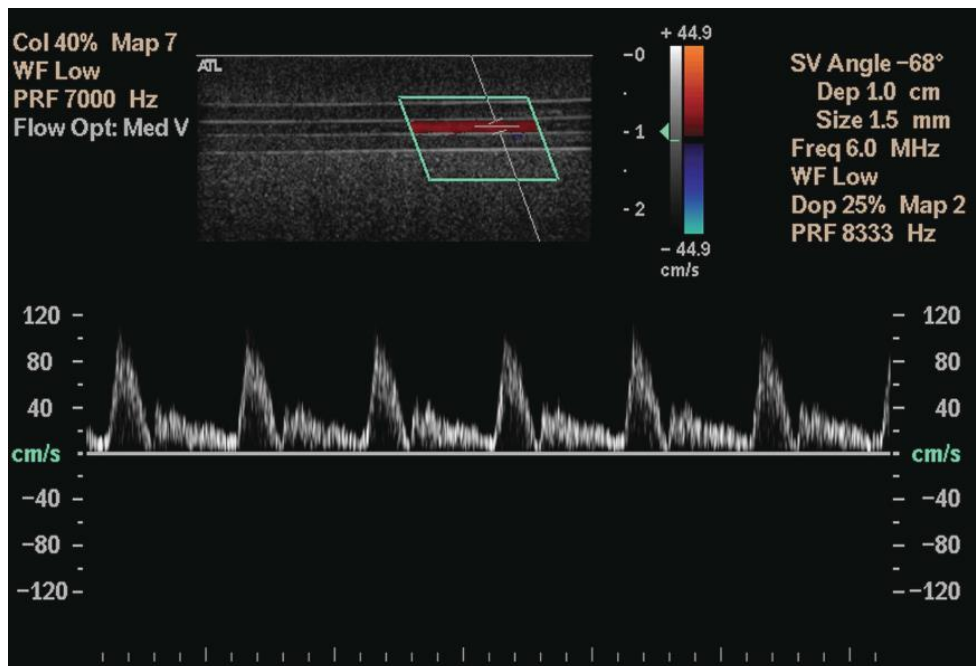 Col 40% Map 7
WF Low
PRF 7000 Hz
Flow Opt: Med V
ATL
-0
-1
-2
+ 44.9
- 44.9
cm/s
SV Angle -68°
Dep 1.0 cm
Size 1.5 mm
Freq 6.0 MHz
WF Low
Dop 25% Map 2
PRF 8333 Hz
120
80
40
cm/s
-40
-80
-120
120
80
40
cm/s
-40
-80
-120